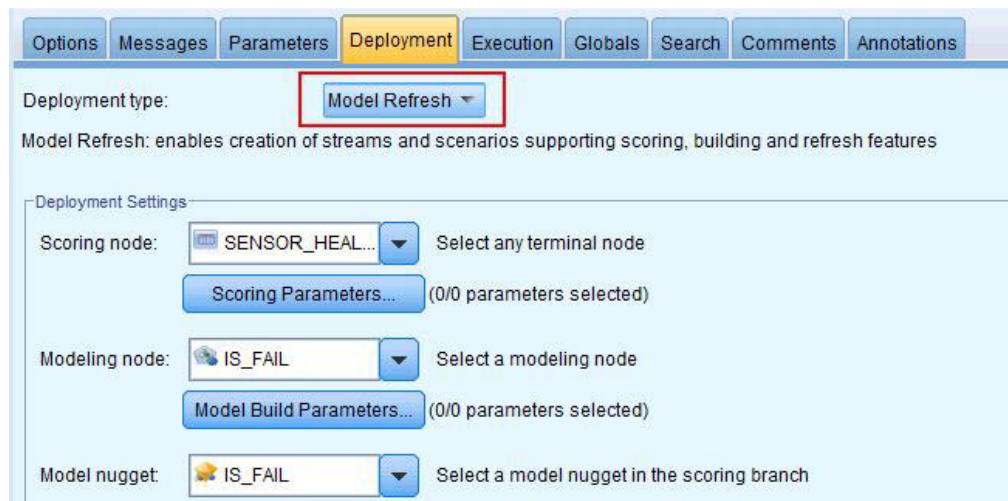 Options Messages Parameters Deployment Execution Globals Search Comments Annotations
Deployment type: Model Refresh
Model Refresh: enables creation of streams and scenarios supporting scoring, building and refresh features
Deployment Settings
Scoring node: SENSOR_HEAL... Select any terminal node
Scoring Parameters... (0/0 parameters selected)
Modeling node: IS_FAIL Select a modeling node
Model Build Parameters... (0/0 parameters selected)
Model nugget: IS_FAIL Select a model nugget in the scoring branch